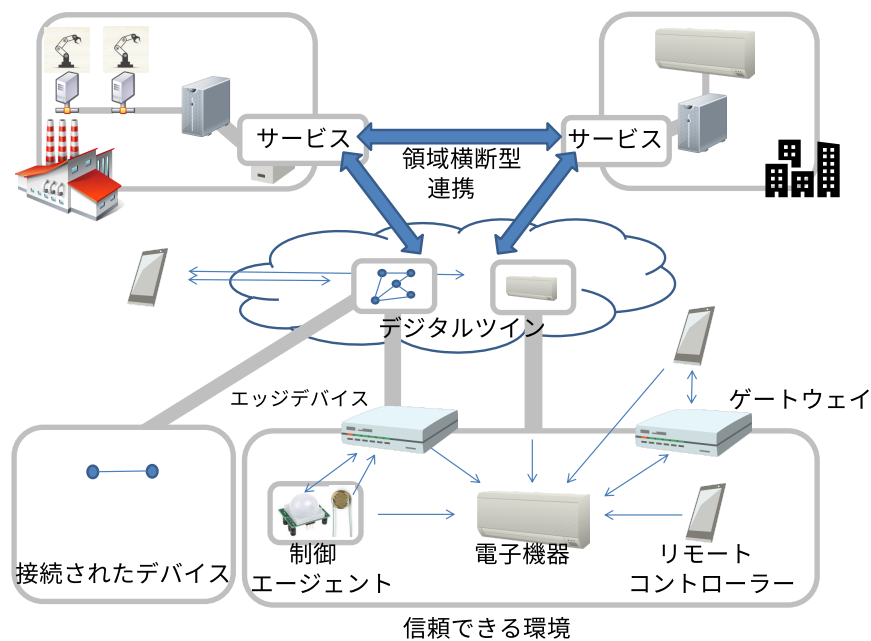 サービス
サービス
領域横断型
連携
デジタルツイン
エッジデバイス
ゲートウェイ
接続されたデバイス
制御
エージェント
電子機器
リモート
コントローラー
信頼できる環境